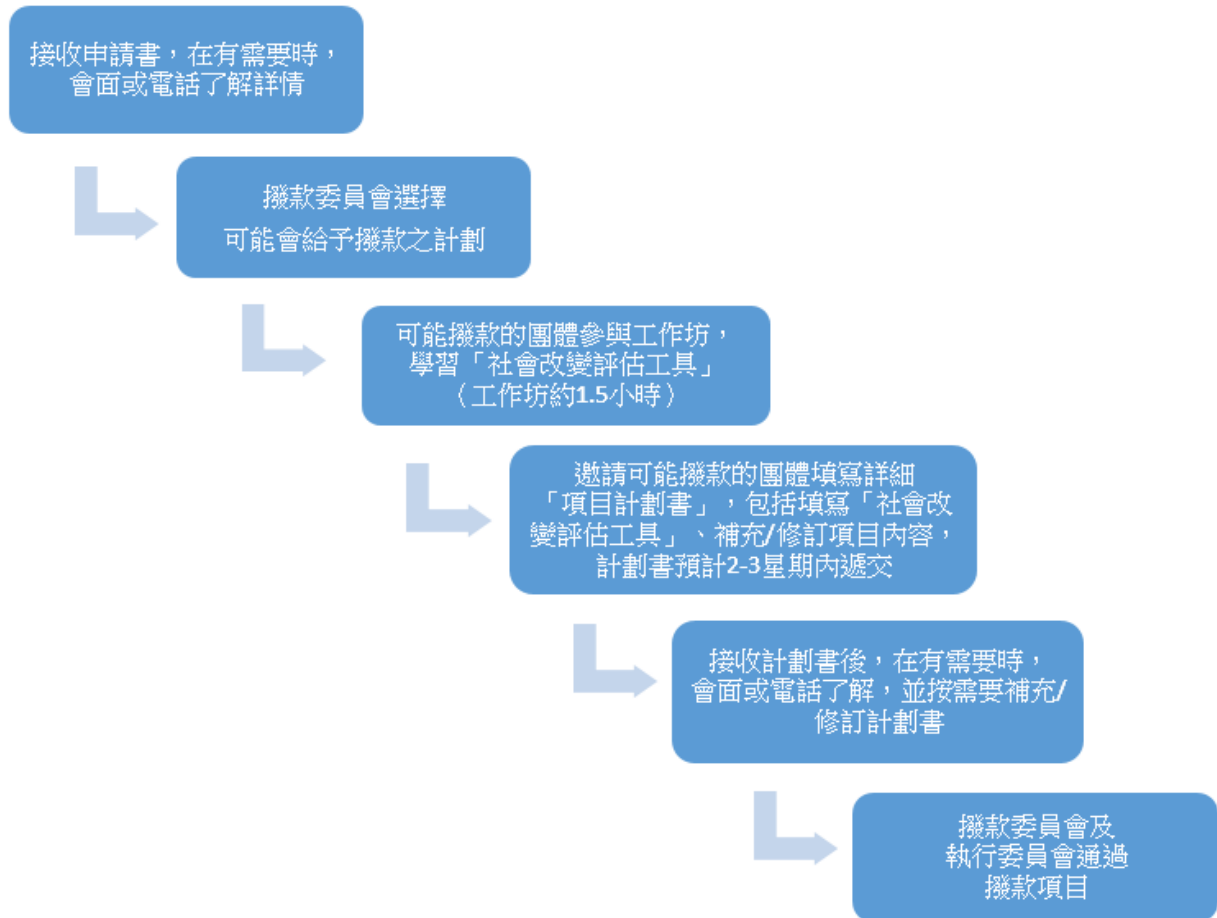 接收申請書，在有需要時，
會面或電話了解詳情
撥款委員會選擇
可能會給予撥款之計劃
可能撥款的團體參與工作坊，
學習「社會改變評估工具」
（工作坊約1.5小時）
邀請可能撥款的團體填寫詳細
「項目計劃書」，包括填寫「社會改
變評估工具」、補充/修訂項目內容，
計劃書預計2-3星期內遞交
接收計劃書後，在有需要時，
會面或電話了解，並按需要補充/
修訂計劃書
撥款委員會及
執行委員會通過
撥款項目